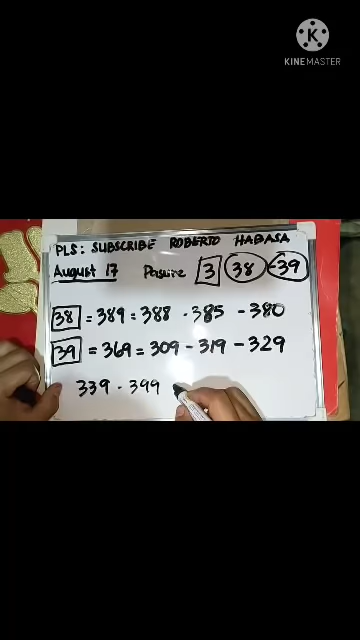 K
KINEMASTER
PLS: SUBSCRIBE ROBERTO HABASA
August 17 Pasure 3 38 -39
38 = 389 = 388 - 385 - 380
39 = 369 = 309 - 319 - 329
339 - 399